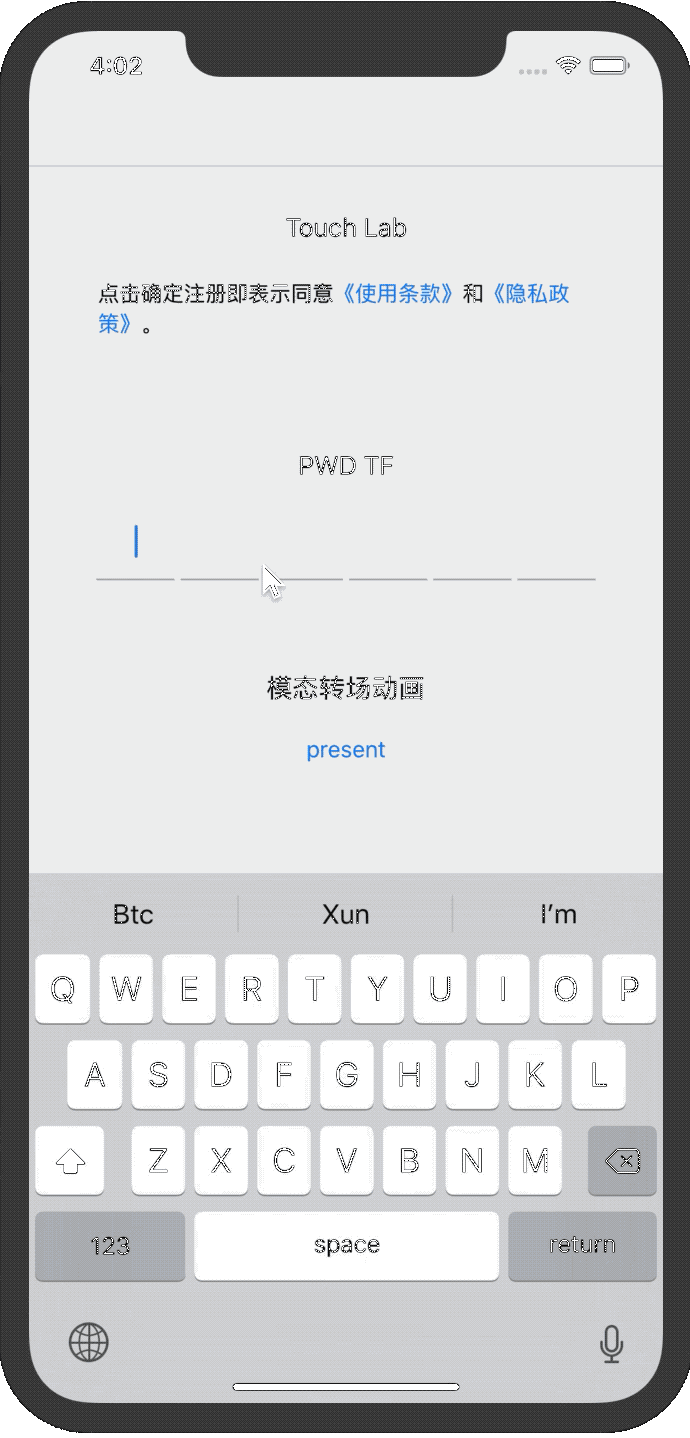 4:02
Touch Lab
点击确定注册即表示同意《使用条款》和《隐私政
策》。
PWD TF
模态转场动画
present
Btc Xun I’m
Q W E R T Y U I O P
A S D F G H J K L
Z X C V B N M
123 space return